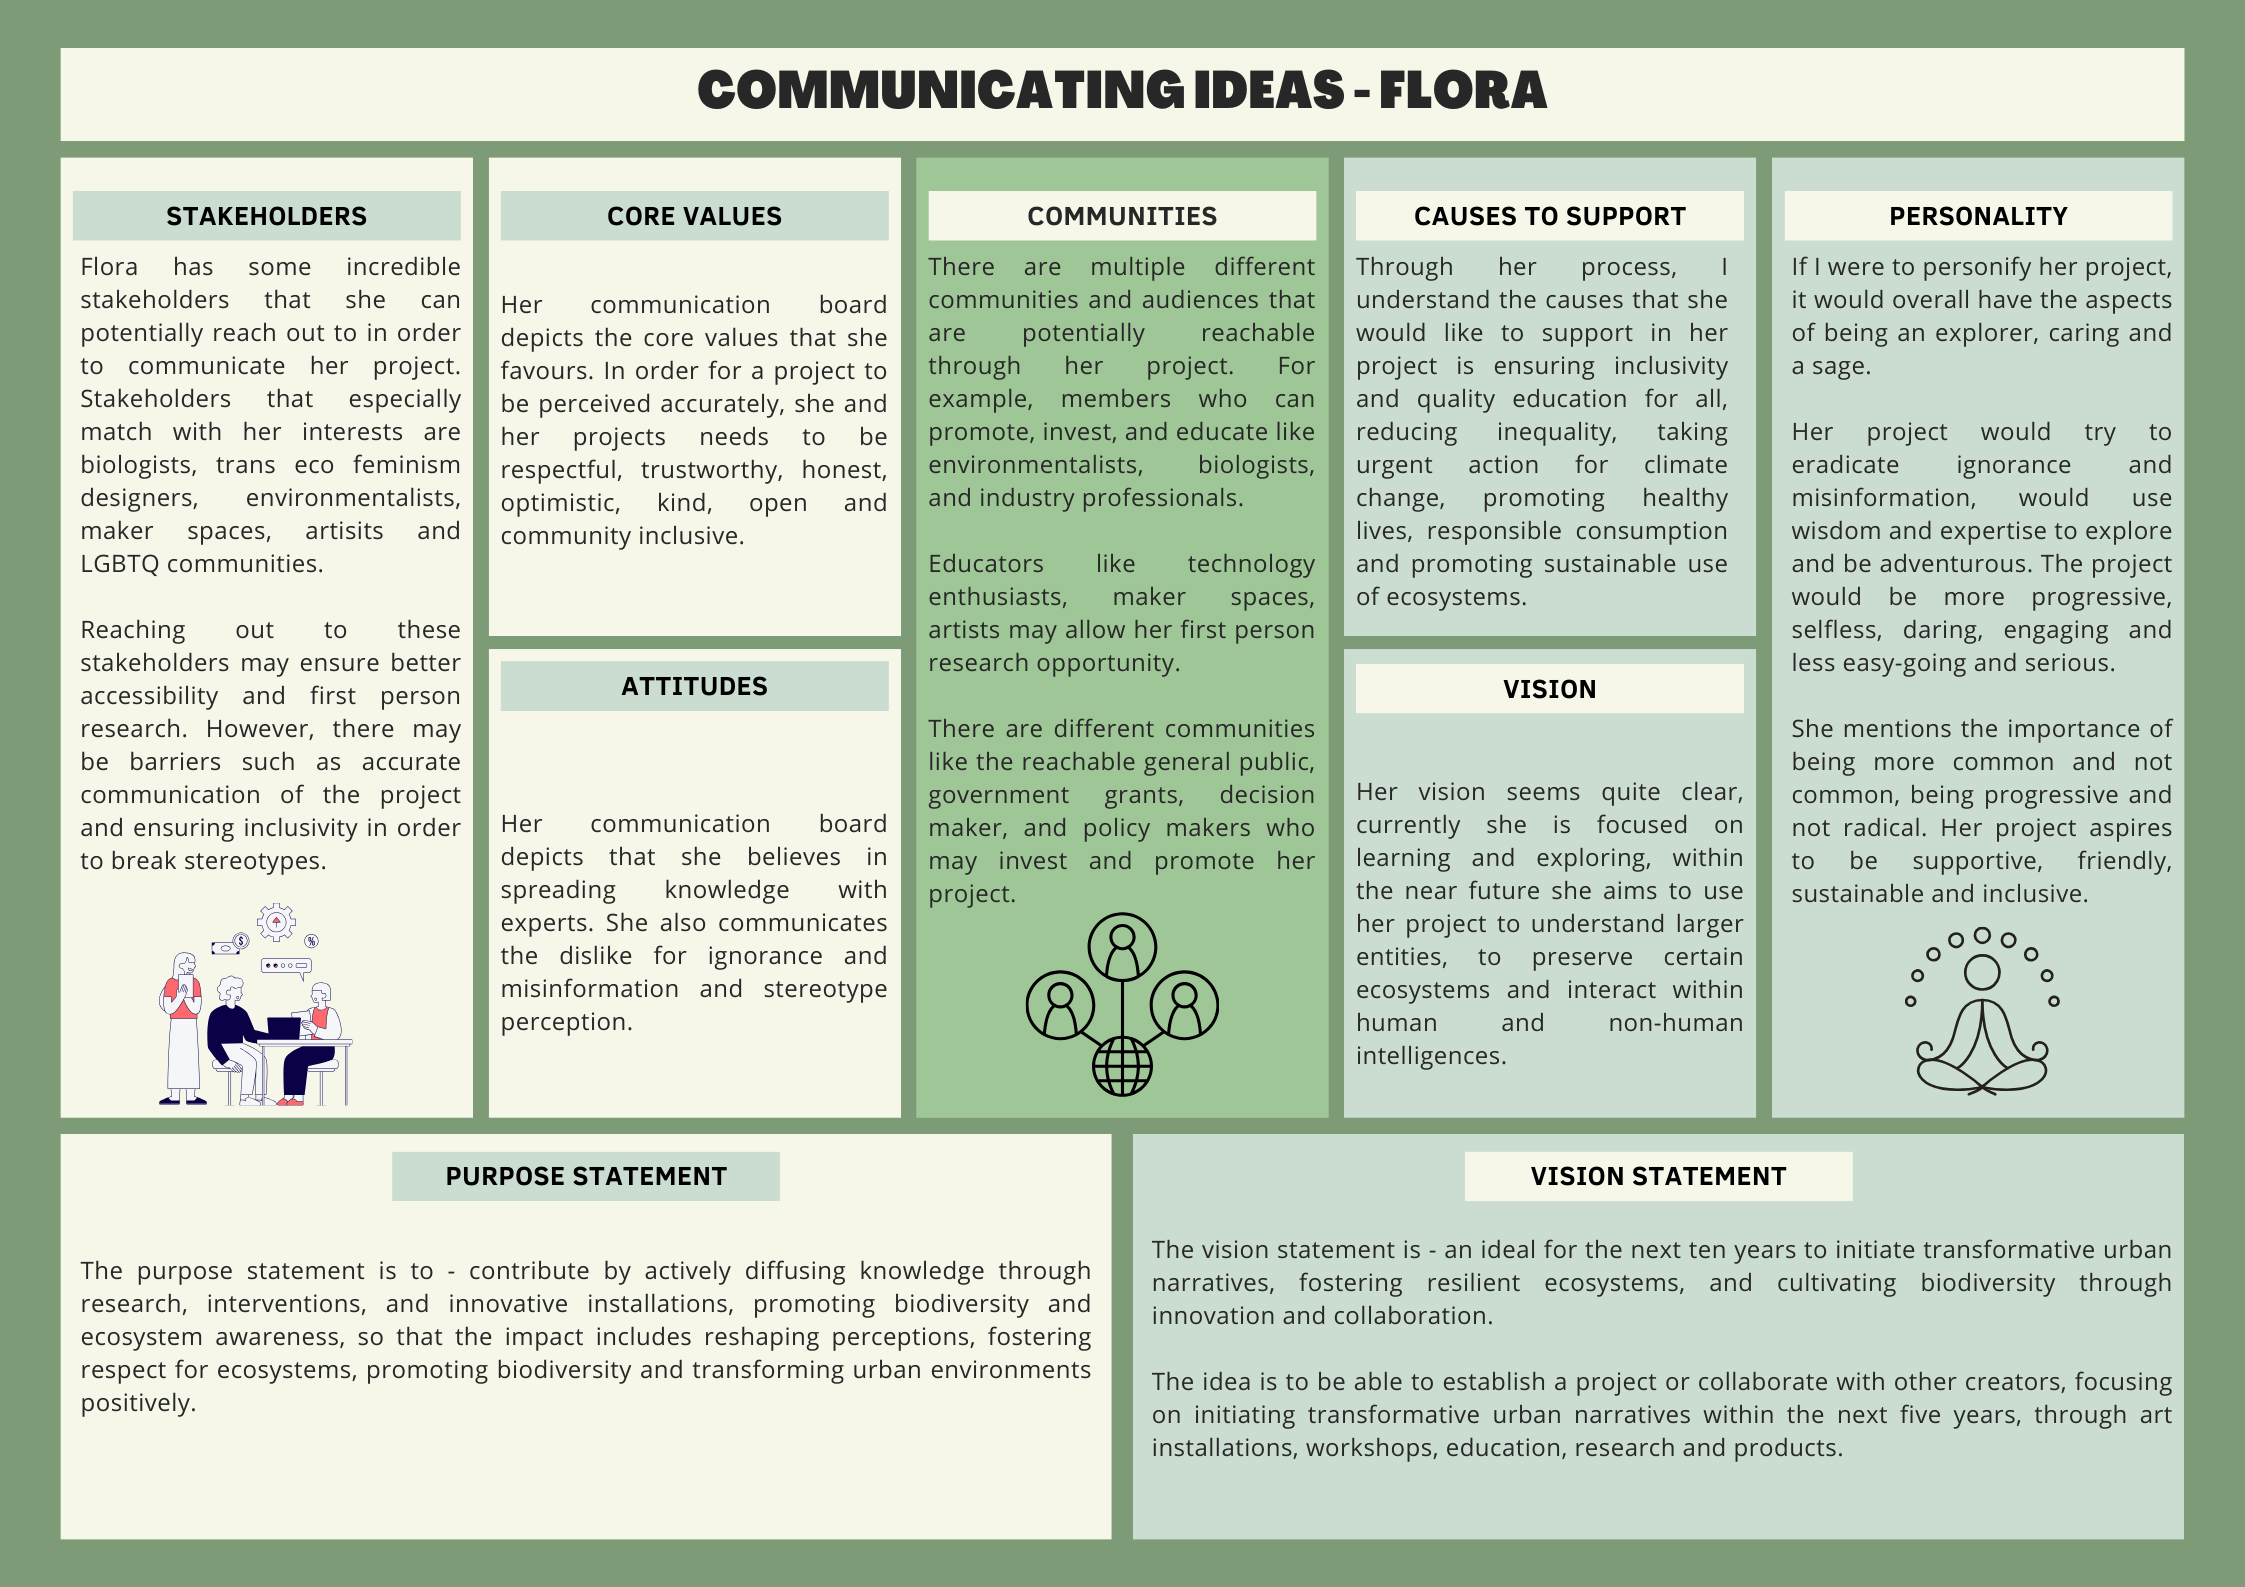 COMMUNICATING IDEAS - FLORA
STAKEHOLDERS
Flora has some incredible
stakeholders that she can
potentially reach out to in order
to communicate her project.
Stakeholders that especially
match with her interests are
biologists, trans eco feminism
designers, environmentalists,
maker spaces, artisits and
LGBTQ communities.
Reaching out to these
stakeholders may ensure better
accessibility and first person
research. However, there may
be barriers such as accurate
communication of the project
and ensuring inclusivity in order
to break stereotypes.
$
%
CORE VALUES
Her communication board
depicts the core values that she
favours. In order for a project to
be perceived accurately, she and
her projects needs to be
respectful, trustworthy, honest,
optimistic, kind, open and
community inclusive.
ATTITUDES
Her communication board
depicts that she believes in
spreading knowledge with
experts. She also communicates
the dislike for ignorance and
misinformation and stereotype
perception.
COMMUNITIES
There are multiple different
communities and audiences that
are potentially reachable
through her project. For
example, members who can
promote, invest, and educate like
environmentalists, biologists,
and industry professionals.
Educators like technology
enthusiasts, maker spaces,
artists may allow her first person
research opportunity.
There are different communities
like the reachable general public,
government grants, decision
maker, and policy makers who
may invest and promote her
project.
CAUSES TO SUPPORT
Through her process, I
understand the causes that she
would like to support in her
project is ensuring inclusivity
and quality education for all,
reducing inequality, taking
urgent action for climate
change, promoting healthy
lives, responsible consumption
and promoting sustainable use
of ecosystems.
VISION
Her vision seems quite clear,
currently she is focused on
learning and exploring, within
the near future she aims to use
her project to understand larger
entities, to preserve certain
ecosystems and interact within
human and non-human
intelligences.
PERSONALITY
If I were to personify her project,
it would overall have the aspects
of being an explorer, caring and
a sage.
Her project would try to
eradicate ignorance and
misinformation, would use
wisdom and expertise to explore
and be adventurous. The project
would be more progressive,
selfless, daring, engaging and
less easy-going and serious.
She mentions the importance of
being more common and not
common, being progressive and
not radical. Her project aspires
to be supportive, friendly,
sustainable and inclusive.
PURPOSE STATEMENT
The purpose statement is to - contribute by actively diffusing knowledge through
research, interventions, and innovative installations, promoting biodiversity and
ecosystem awareness, so that the impact includes reshaping perceptions, fostering
respect for ecosystems, promoting biodiversity and transforming urban environments
positively.
VISION STATEMENT
The vision statement is - an ideal for the next ten years to initiate transformative urban
narratives, fostering resilient ecosystems, and cultivating biodiversity through
innovation and collaboration.
The idea is to be able to establish a project or collaborate with other creators, focusing
on initiating transformative urban narratives within the next five years, through art
installations, workshops, education, research and products.